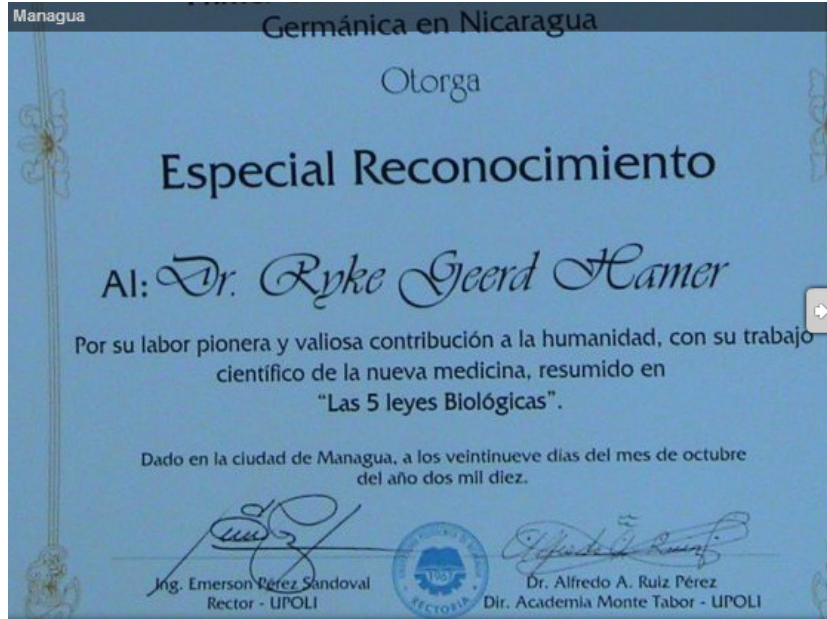 Managua
Germánica en Nicaragua
Otorga
Especial Reconocimiento
Al: Dr. Ryke Geerd Hamer
Por su labor pionera y valiosa contribución a la humanidad, con su trabajo
científico de la nueva medicina, resumido en
"Las 5 leyes Biológicas".
Dado en la ciudad de Managua, a los veintinueve días del mes de octubre
del año dos mil diez.
Ing. Emerson Pérez Sandoval
Rector - UPOLI
1967
RECTORIA
Dr. Alfredo A. Ruiz Pérez
Dir. Academia Monte Tabor - UPOLI